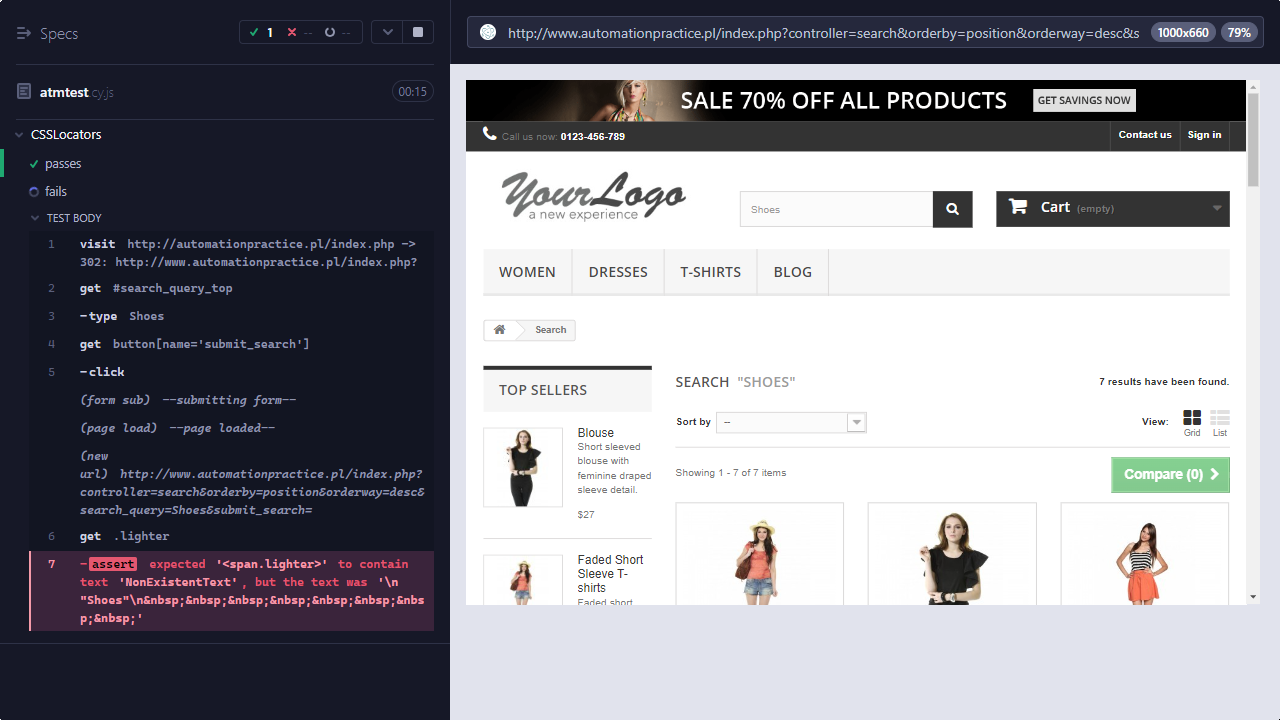 Specs
1
--
--
atmtest.cy.js
00:15
CSSLocators
passes
fails
TEST BODY
1 visit http://automationpractice.pl/index.php ->
302: http://www.automationpractice.pl/index.php?
2 get #search_query_top
3 -type Shoes
4 get button[name='submit_search']
5 -click
(form sub) --submitting form--
(page load) --page loaded--
(new
url) http://www.automationpractice.pl/index.php?
controller=search&orderby=position&orderway=desc&
search_query=Shoes&submit_search=
6 get .lighter
7 -assert expected '<span.lighter>' to contain
text 'NonExistentText', but the text was '\n
"Shoes"\n&nbsp;&nbsp;&nbsp;&nbsp;&nbsp;&nbsp;&nbs
p;&nbsp;'
http://www.automationpractice.pl/index.php?controller=search&orderby=position&orderway=desc&s
1000x660
79%
SALE 70% OFF ALL PRODUCTS
GET SAVINGS NOW
Call us now: 0123-456-789
Contact us
Sign in
YourLogo
a new experience
Shoes
Cart (empty)
WOMEN
DRESSES
T-SHIRTS
BLOG
Search
TOP SELLERS
Blouse
Short sleeved
blouse with
feminine draped
sleeve detail.
$27
Faded Short
Sleeve T-
shirts
Faded short
SEARCH "SHOES"
7 results have been found.
Sort by
--
View:
Grid
List
Showing 1 - 7 of 7 items
Compare (0)